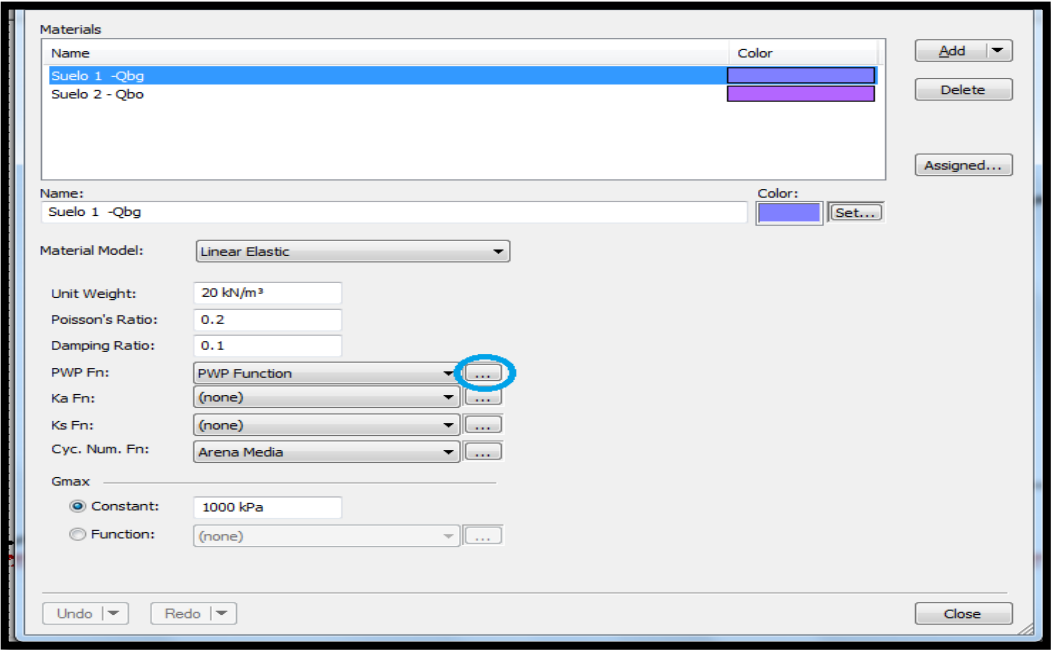 Materials
Name Color
Suelo 1 -Qbg
Suelo 2 - Qbo
Add
Delete
Assigned...
Name: Color:
Suelo 1 -Qbg Set...
Material Model: Linear Elastic
Unit Weight: 20 kN/m³
Poisson's Ratio: 0.2
Damping Ratio: 0.1
PWP Fn: PWP Function ...
Ka Fn: (none) ...
Ks Fn: (none) ...
Cyc. Num. Fn: Arena Media ...
Gmax
Constant: 1000 kPa
Function: (none) ...
Undo Redo Close